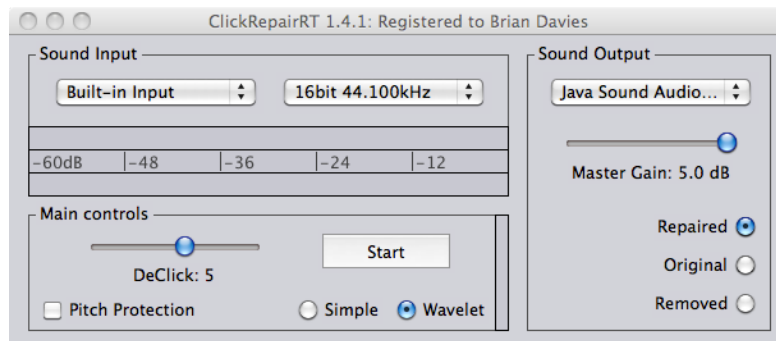 ClickRepairRT 1.4.1: Registered to Brian Davies
Sound Input
Built-in Input
16bit 44.100kHz
-60dB -48 -36 -24 -12
Main controls
DeClick: 5
Start
Pitch Protection
Simple
Wavelet
Sound Output
Java Sound Audio...
Master Gain: 5.0 dB
Repaired
Original
Removed